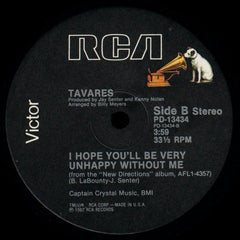 RCA
Victor
TAVARES
Produced by Jay Senter and Kenny Nolan
Arranged by Billy Meyers
Side B Stereo
PD-13434
PD-13434-B
3:59
33⅓ RPM
I HOPE YOU'LL BE VERY
UNHAPPY WITHOUT ME
(from the "New Directions" album, AFL1-4357)
(B. LaBounty-J. Senter)
Captain Crystal Music, BMI
TMK(S)® RCA CORP.—MADE IN U.S.A.
℗1982 RCA RECORDS